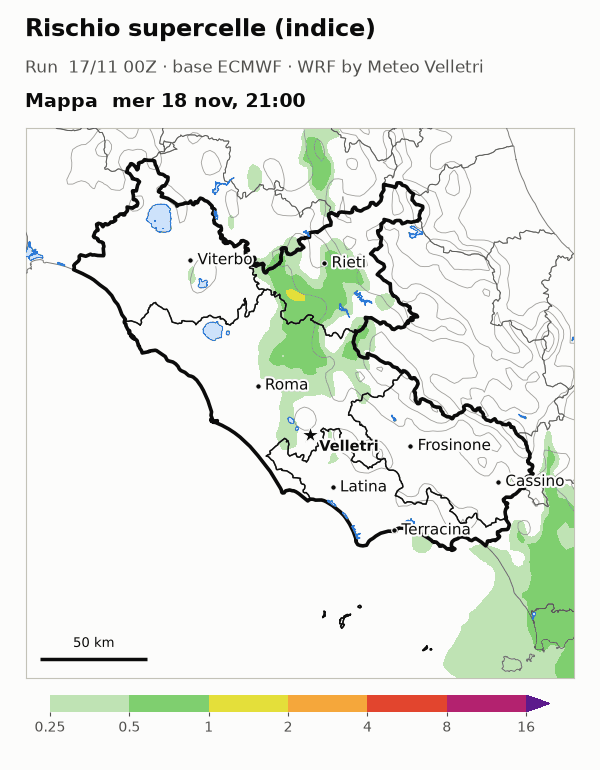 Rischio supercelle (indice)
Run  17/11 00Z · base ECMWF · WRF by Meteo Velletri
Mappa  mer 18 nov, 21:00
Viterbo
Rieti
Roma
Velletri
Frosinone
Latina
Cassino
Terracina
50 km
0.25 0.5 1 2 4 8 16